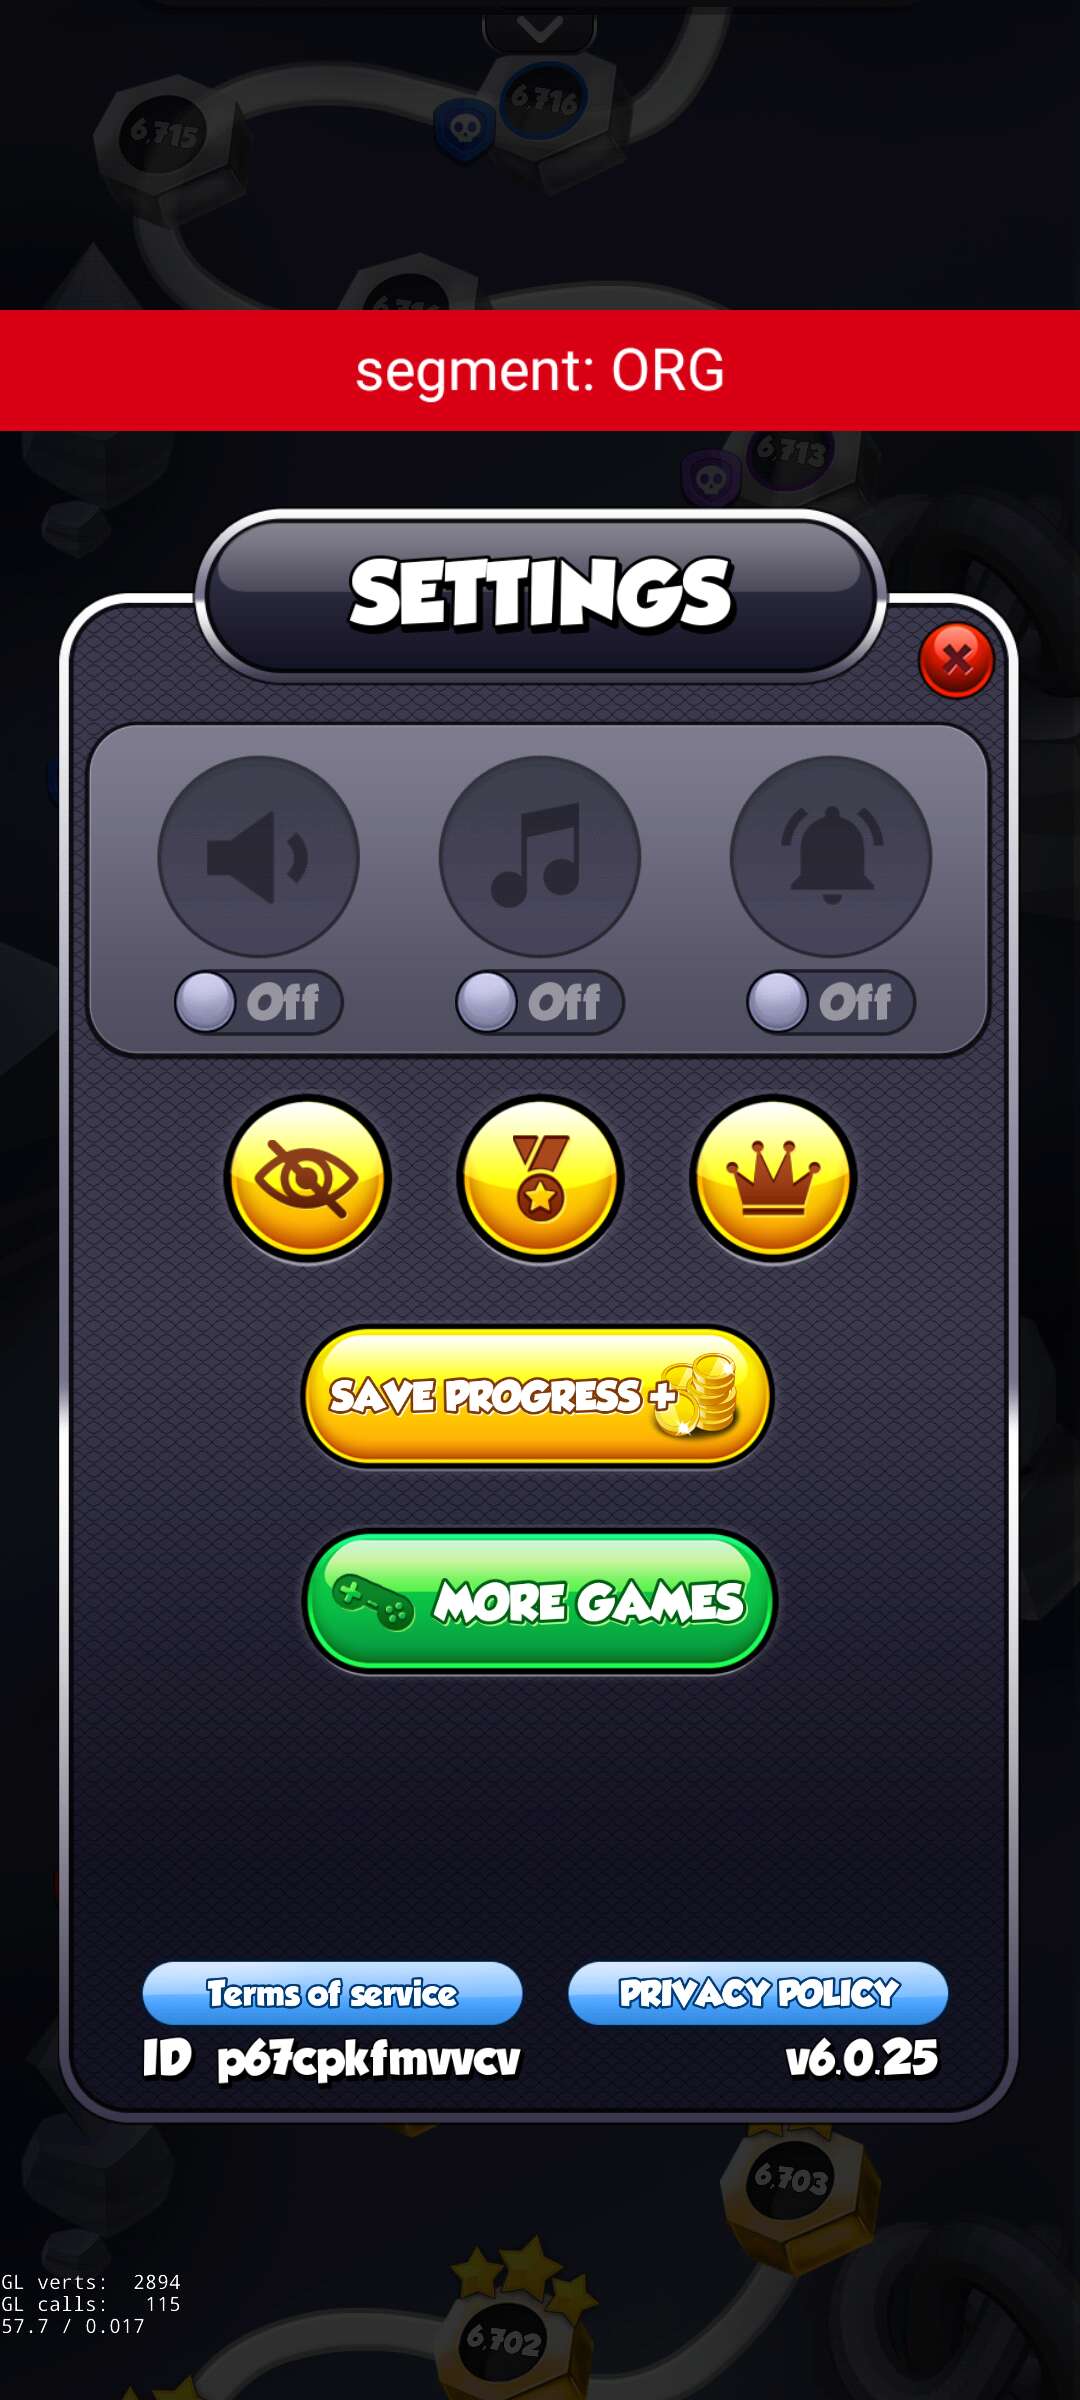 6,716
6,715
segment: ORG
6,713
SETTINGS
Off Off Off
SAVE PROGRESS +
MORE GAMES
Terms of service PRIVACY POLICY
ID p67cpkfmvvcv v6.0.25
6,703
GL verts: 2894
GL calls: 115
57.7 / 0.017
6,702